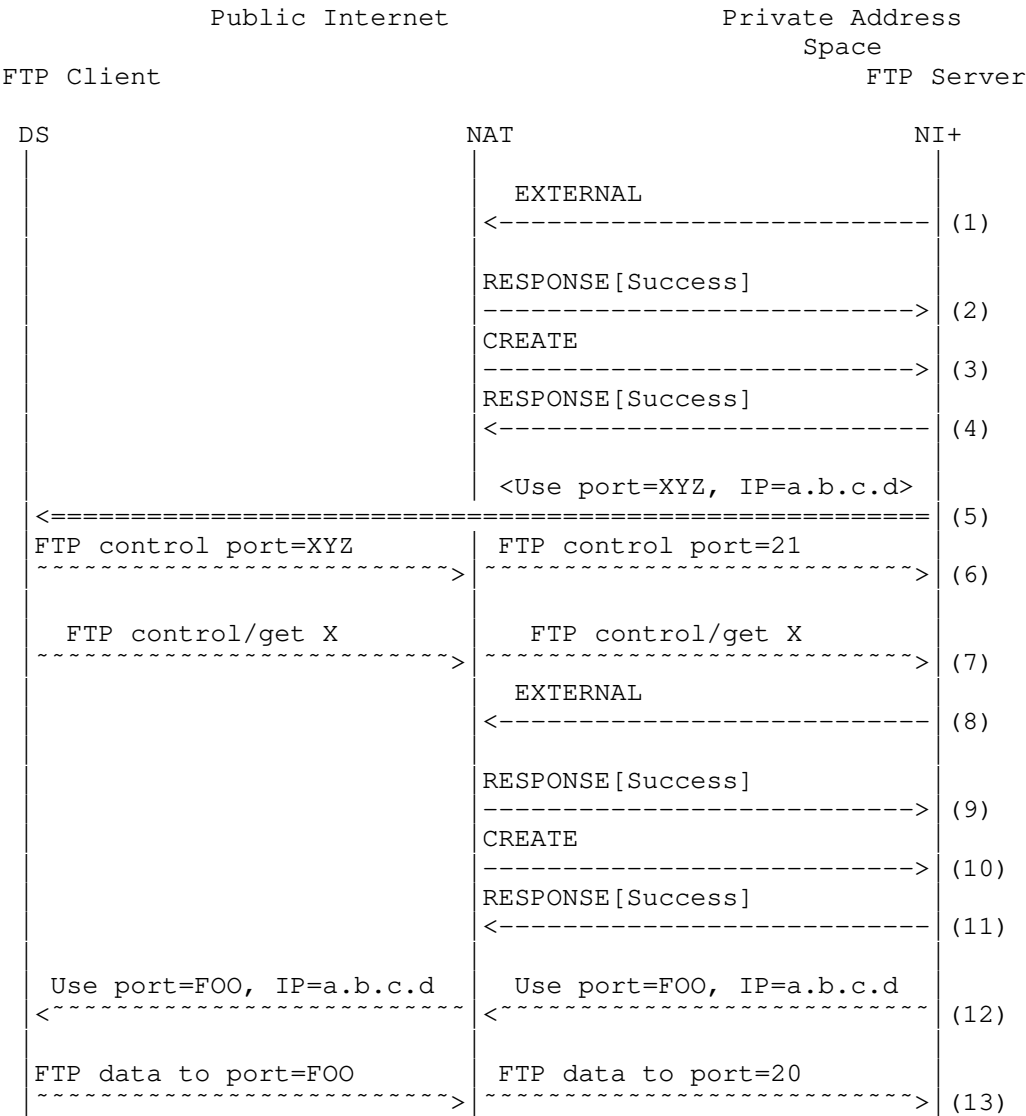 Public Internet Private Address
Space
FTP Client FTP Server
DS NAT NI+
EXTERNAL
<---------------------------| (1)
RESPONSE[Success]
--------------------------->| (2)
CREATE
--------------------------->| (3)
RESPONSE[Success]
<---------------------------| (4)
<Use port=XYZ, IP=a.b.c.d>
<=======================================================| (5)
FTP control port=XYZ FTP control port=21
~~~~~~~~~~~~~~~~~~~~~~~~~~> ~~~~~~~~~~~~~~~~~~~~~~~~~~~>| (6)
FTP control/get X FTP control/get X
~~~~~~~~~~~~~~~~~~~~~~~~~~> ~~~~~~~~~~~~~~~~~~~~~~~~~~~>| (7)
EXTERNAL
<---------------------------| (8)
RESPONSE[Success]
--------------------------->| (9)
CREATE
--------------------------->| (10)
RESPONSE[Success]
<---------------------------| (11)
Use port=FOO, IP=a.b.c.d Use port=FOO, IP=a.b.c.d
<~~~~~~~~~~~~~~~~~~~~~~~~~~ <~~~~~~~~~~~~~~~~~~~~~~~~~~~| (12)
FTP data to port=FOO FTP data to port=20
~~~~~~~~~~~~~~~~~~~~~~~~~~> ~~~~~~~~~~~~~~~~~~~~~~~~~~~>| (13)